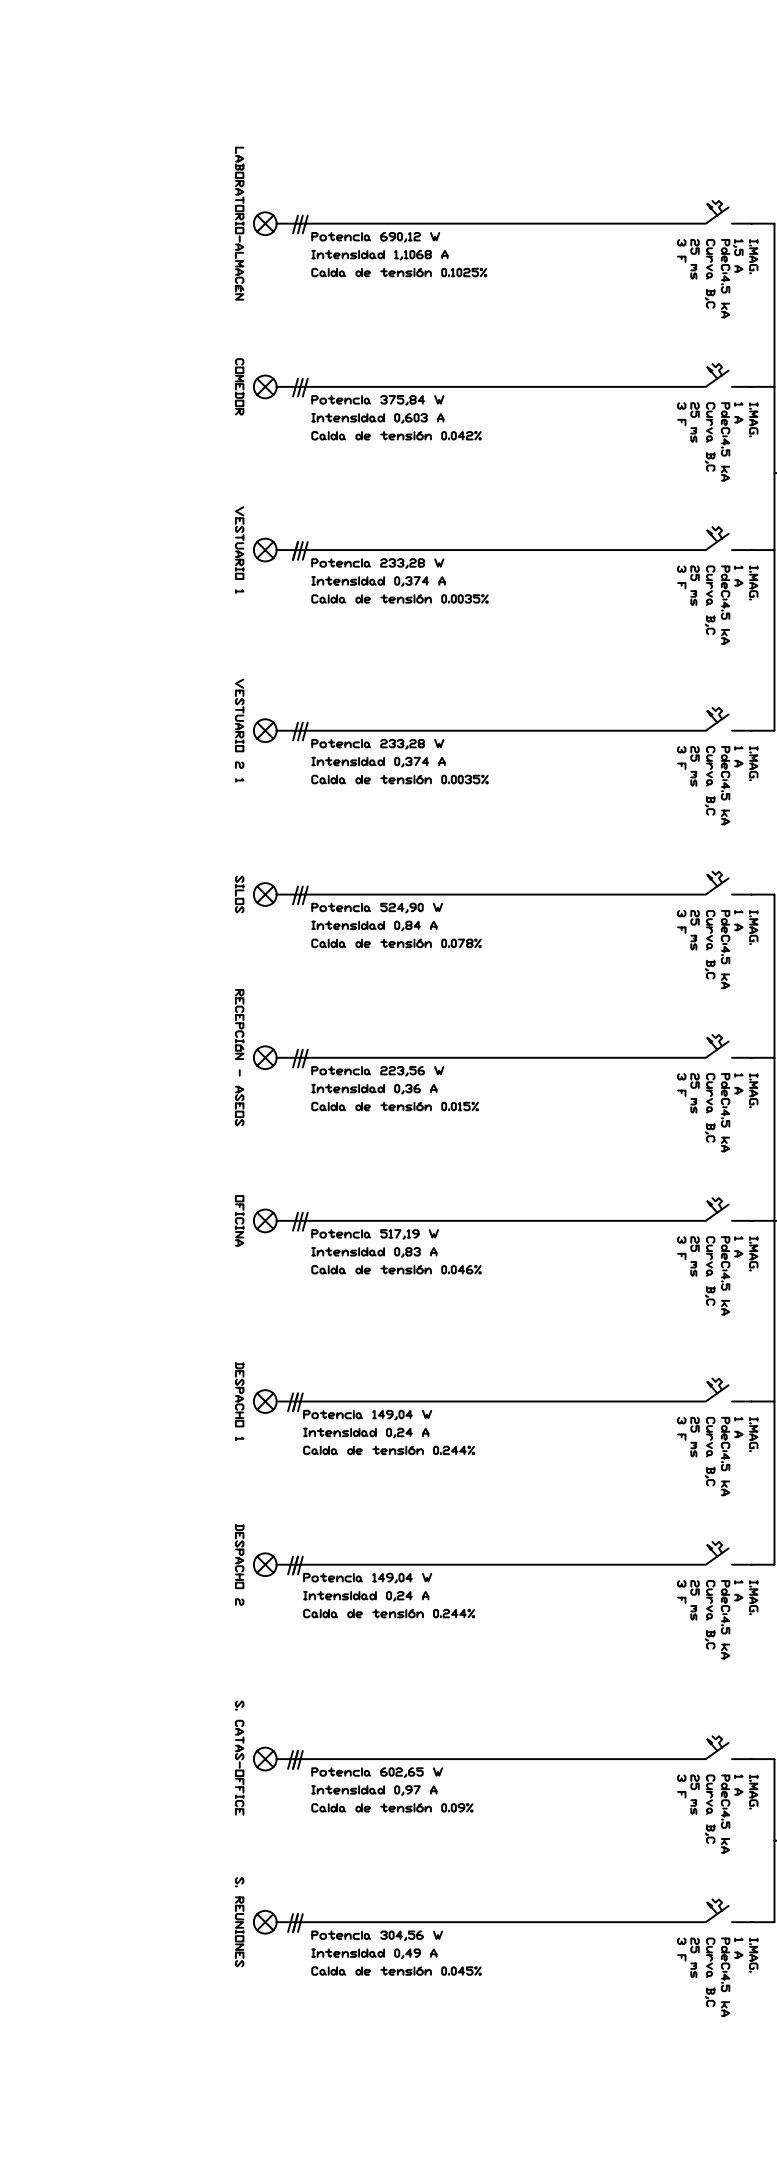 LABORATORIO-ALMACÉN
Potencia 690,12 W
Intensidad 1,1068 A
Caida de tensión 0.1025%
I.MAG.
1,5 A
PdeC:4.5 kA
Curva B,C
25 ms
3 F
COMEDOR
Potencia 375,84 W
Intensidad 0,603 A
Caida de tensión 0.042%
I.MAG.
1 A
PdeC:4.5 kA
Curva B,C
25 ms
3 F
VESTUARIO 1
Potencia 233,28 W
Intensidad 0,374 A
Caida de tensión 0.0035%
I.MAG.
1 A
PdeC:4.5 kA
Curva B,C
25 ms
3 F
VESTUARIO 2 1
Potencia 233,28 W
Intensidad 0,374 A
Caida de tensión 0.0035%
I.MAG.
1 A
PdeC:4.5 kA
Curva B,C
25 ms
3 F
SILOS
Potencia 524,90 W
Intensidad 0,84 A
Caida de tensión 0.078%
I.MAG.
1 A
PdeC:4.5 kA
Curva B,C
25 ms
3 F
RECEPCIóN - ASEOS
Potencia 223,56 W
Intensidad 0,36 A
Caida de tensión 0.015%
I.MAG.
1 A
PdeC:4.5 kA
Curva B,C
25 ms
3 F
OFICINA
Potencia 517,19 W
Intensidad 0,83 A
Caida de tensión 0.046%
I.MAG.
1 A
PdeC:4.5 kA
Curva B,C
25 ms
3 F
DESPACHO 1
Potencia 149,04 W
Intensidad 0,24 A
Caida de tensión 0.244%
I.MAG.
1 A
PdeC:4.5 kA
Curva B,C
25 ms
3 F
DESPACHO 2
Potencia 149,04 W
Intensidad 0,24 A
Caida de tensión 0.244%
I.MAG.
1 A
PdeC:4.5 kA
Curva B,C
25 ms
3 F
S. CATAS-OFFICE
Potencia 602,65 W
Intensidad 0,97 A
Caida de tensión 0.09%
I.MAG.
1 A
PdeC:4.5 kA
Curva B,C
25 ms
3 F
S. REUNIONES
Potencia 304,56 W
Intensidad 0,49 A
Caida de tensión 0.045%
I.MAG.
1 A
PdeC:4.5 kA
Curva B,C
25 ms
3 F